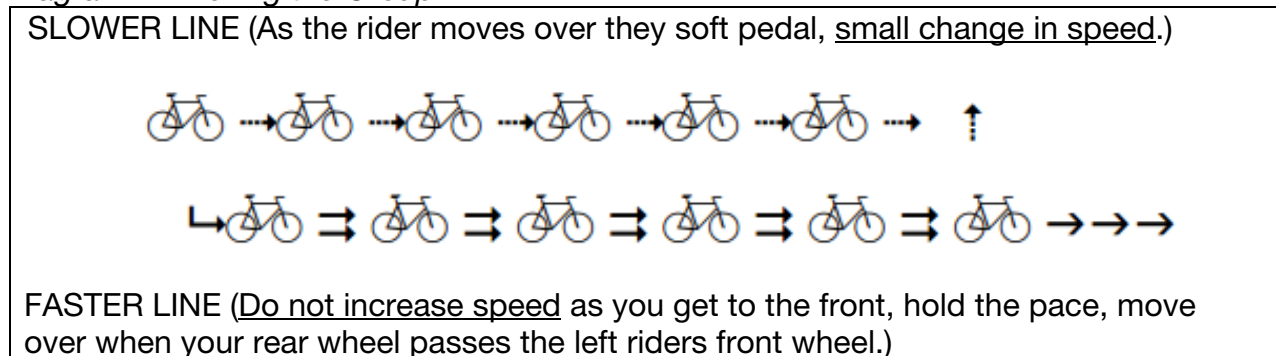 SLOWER LINE (As the rider moves over they soft pedal, small change in speed.)
FASTER LINE (Do not increase speed as you get to the front, hold the pace, move
over when your rear wheel passes the left riders front wheel.)